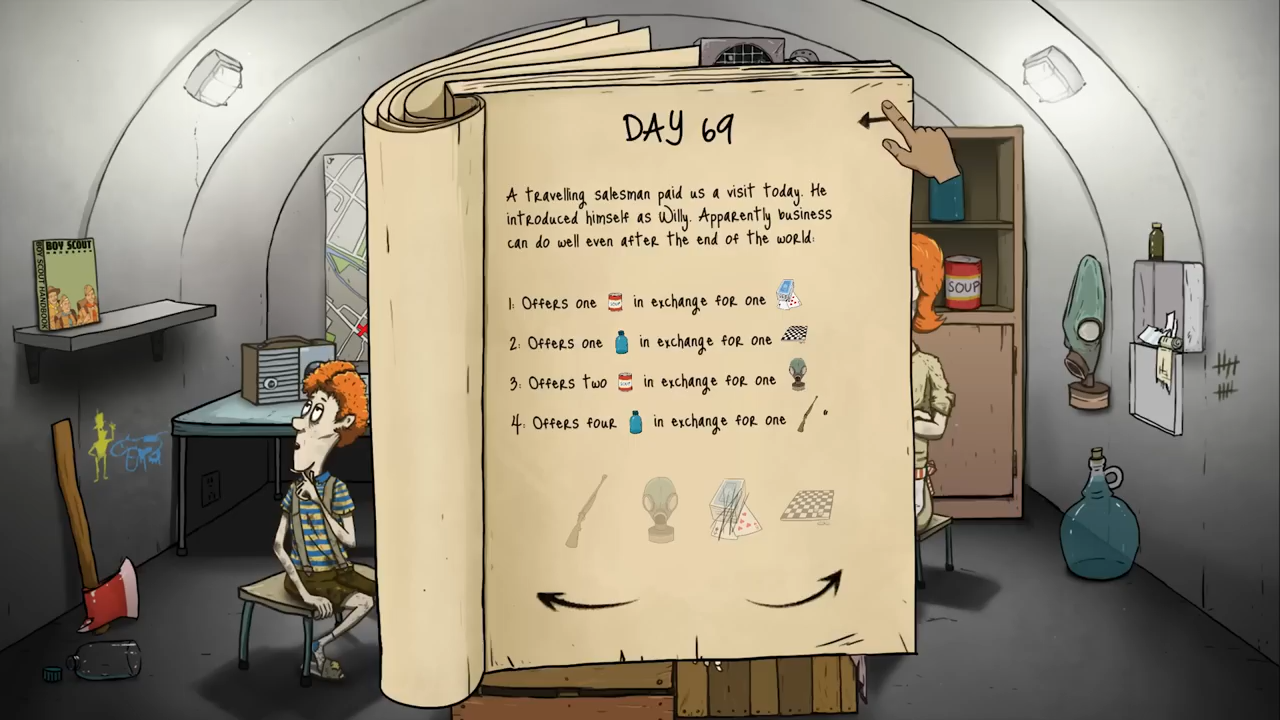 DAY 69
A travelling salesman paid us a visit today. He
introduced himself as Willy. Apparently business
can do well even after the end of the world:
1: Offers one in exchange for one
2: Offers one in exchange for one
3: Offers two in exchange for one
4: Offers four in exchange for one .
BOY SCOUT
BOY SCOUT HANDBOOK
SOUP